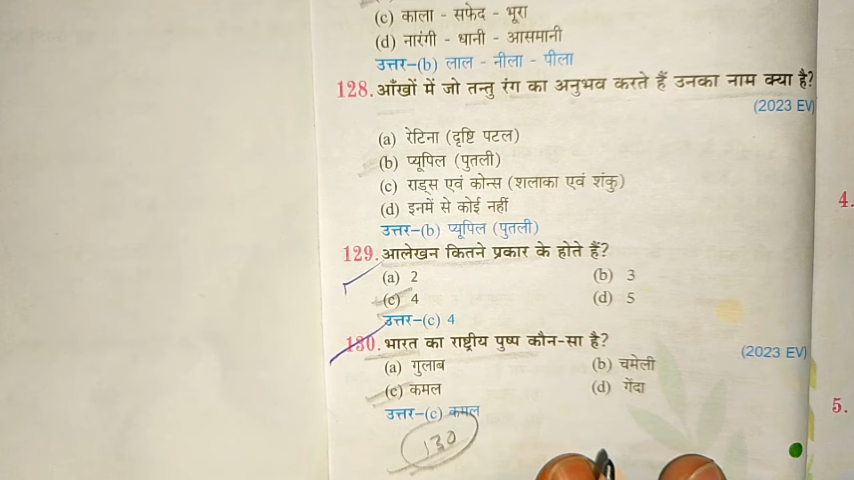 (c) काला - सफेद - भूरा
(d) नारंगी - धानी - आसमानी
उत्तर–(b) लाल - नीला - पीला
128. आँखों में जो तन्तु रंग का अनुभव करते हैं उनका नाम क्या है?
(2023 EV)
(a) रेटिना (दृष्टि पटल)
(b) प्यूपिल (पुतली)
(c) राड्स एवं कोन्स (शलाका एवं शंकु)
(d) इनमें से कोई नहीं
उत्तर–(b) प्यूपिल (पुतली)
129. आलेखन कितने प्रकार के होते हैं?
(a) 2 (b) 3
(c) 4 (d) 5
उत्तर–(c) 4
130. भारत का राष्ट्रीय पुष्प कौन-सा है?
(2023 EV)
(a) गुलाब (b) चमेली
(c) कमल (d) गेंदा
उत्तर–(c) कमल
130
4.
5.